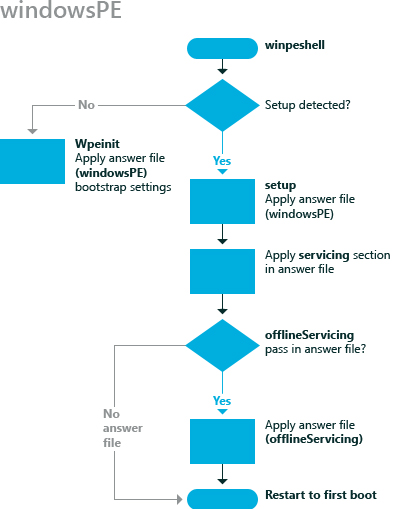 windowsPE
winpeshell
Setup detected?
No
Wpeinit
Apply answer file
(windowsPE)
bootstrap settings
Yes
setup
Apply answer file
(windowsPE)
Apply servicing section
in answer file
offlineServicing
pass in answer file?
Yes
No
answer
file
Apply answer file
(offlineServicing)
Restart to first boot